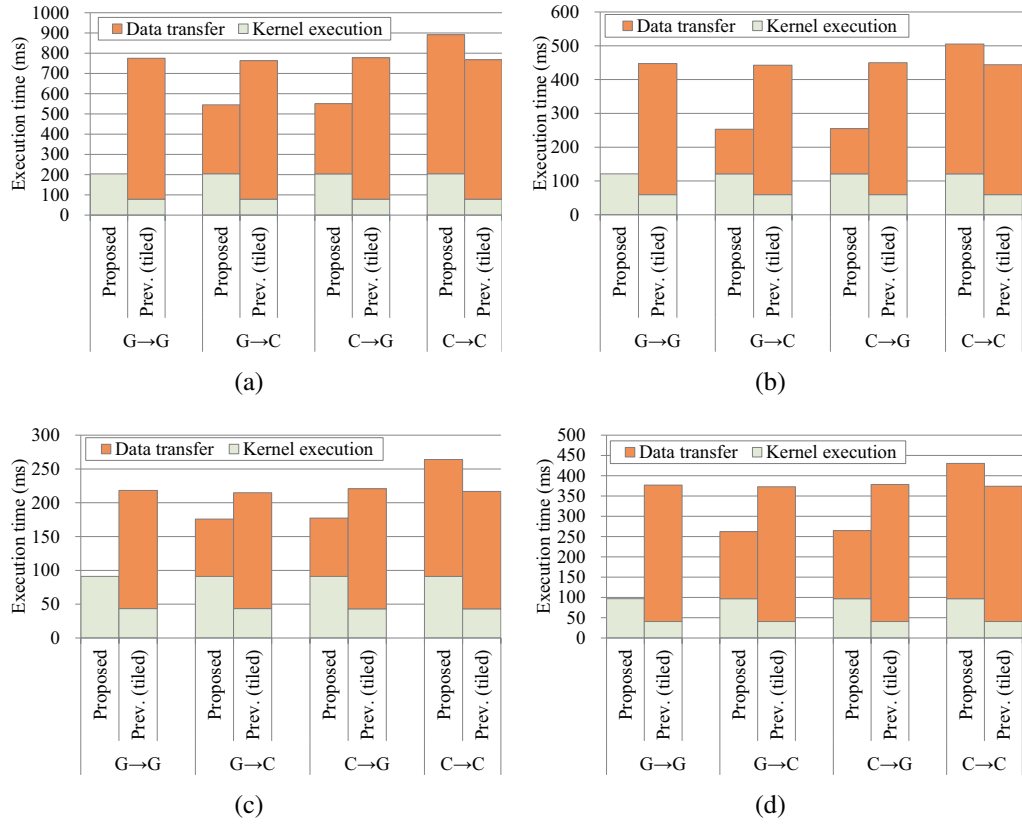 Data transfer Kernel execution
Execution time (ms)
1000
900
800
700
600
500
400
300
200
100
0
Proposed Prev. (tiled) Proposed Prev. (tiled) Proposed Prev. (tiled) Proposed Prev. (tiled)
G→G G→C C→G C→C
(a)
Data transfer Kernel execution
Execution time (ms)
600
500
400
300
200
100
0
Proposed Prev. (tiled) Proposed Prev. (tiled) Proposed Prev. (tiled) Proposed Prev. (tiled)
G→G G→C C→G C→C
(b)
Data transfer Kernel execution
Execution time (ms)
300
250
200
150
100
50
0
Proposed Prev. (tiled) Proposed Prev. (tiled) Proposed Prev. (tiled) Proposed Prev. (tiled)
G→G G→C C→G C→C
(c)
Data transfer Kernel execution
Execution time (ms)
500
450
400
350
300
250
200
150
100
50
0
Proposed Prev. (tiled) Proposed Prev. (tiled) Proposed Prev. (tiled) Proposed Prev. (tiled)
G→G G→C C→G C→C
(d)